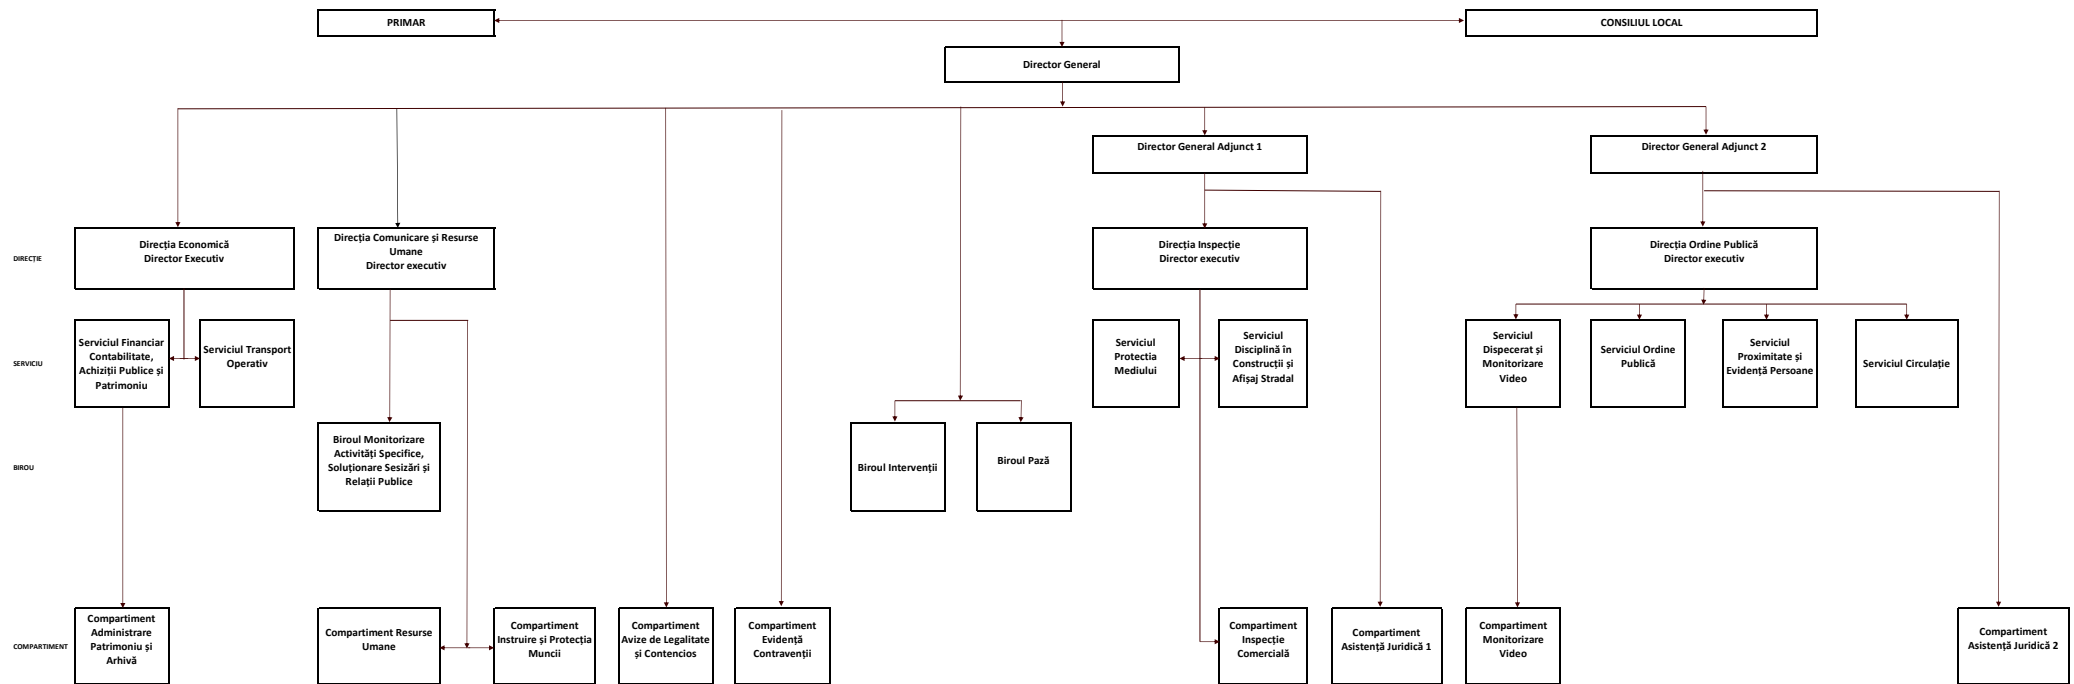 PRIMAR
CONSILIUL LOCAL
Director General
Director General Adjunct 1
Director General Adjunct 2
DIRECȚIE
Direcția Economică
Director Executiv
Direcția Comunicare și Resurse
Umane
Director executiv
Direcția Inspecție
Director executiv
Direcția Ordine Publică
Director executiv
SERVICIU
Serviciul Financiar
Contabilitate,
Achiziții Publice și
Patrimoniu
Serviciul Transport
Operativ
Serviciul
Protectia
Mediului
Serviciul
Disciplină în
Construcții și
Afișaj Stradal
Serviciul
Dispecerat și
Monitorizare
Video
Serviciul Ordine
Publică
Serviciul
Proximitate și
Evidență Persoane
Serviciul Circulație
BIROU
Biroul Monitorizare
Activități Specifice,
Soluționare Sesizări și
Relații Publice
Biroul Intervenții
Biroul Pază
COMPARTIMENT
Compartiment
Administrare
Patrimoniu și
Arhivă
Compartiment Resurse
Umane
Compartiment
Instruire și Protecția
Muncii
Compartiment
Avize de Legalitate
și Contencios
Compartiment
Evidență
Contravenții
Compartiment
Inspecție
Comercială
Compartiment
Asistență Juridică 1
Compartiment
Monitorizare
Video
Compartiment
Asistență Juridică 2